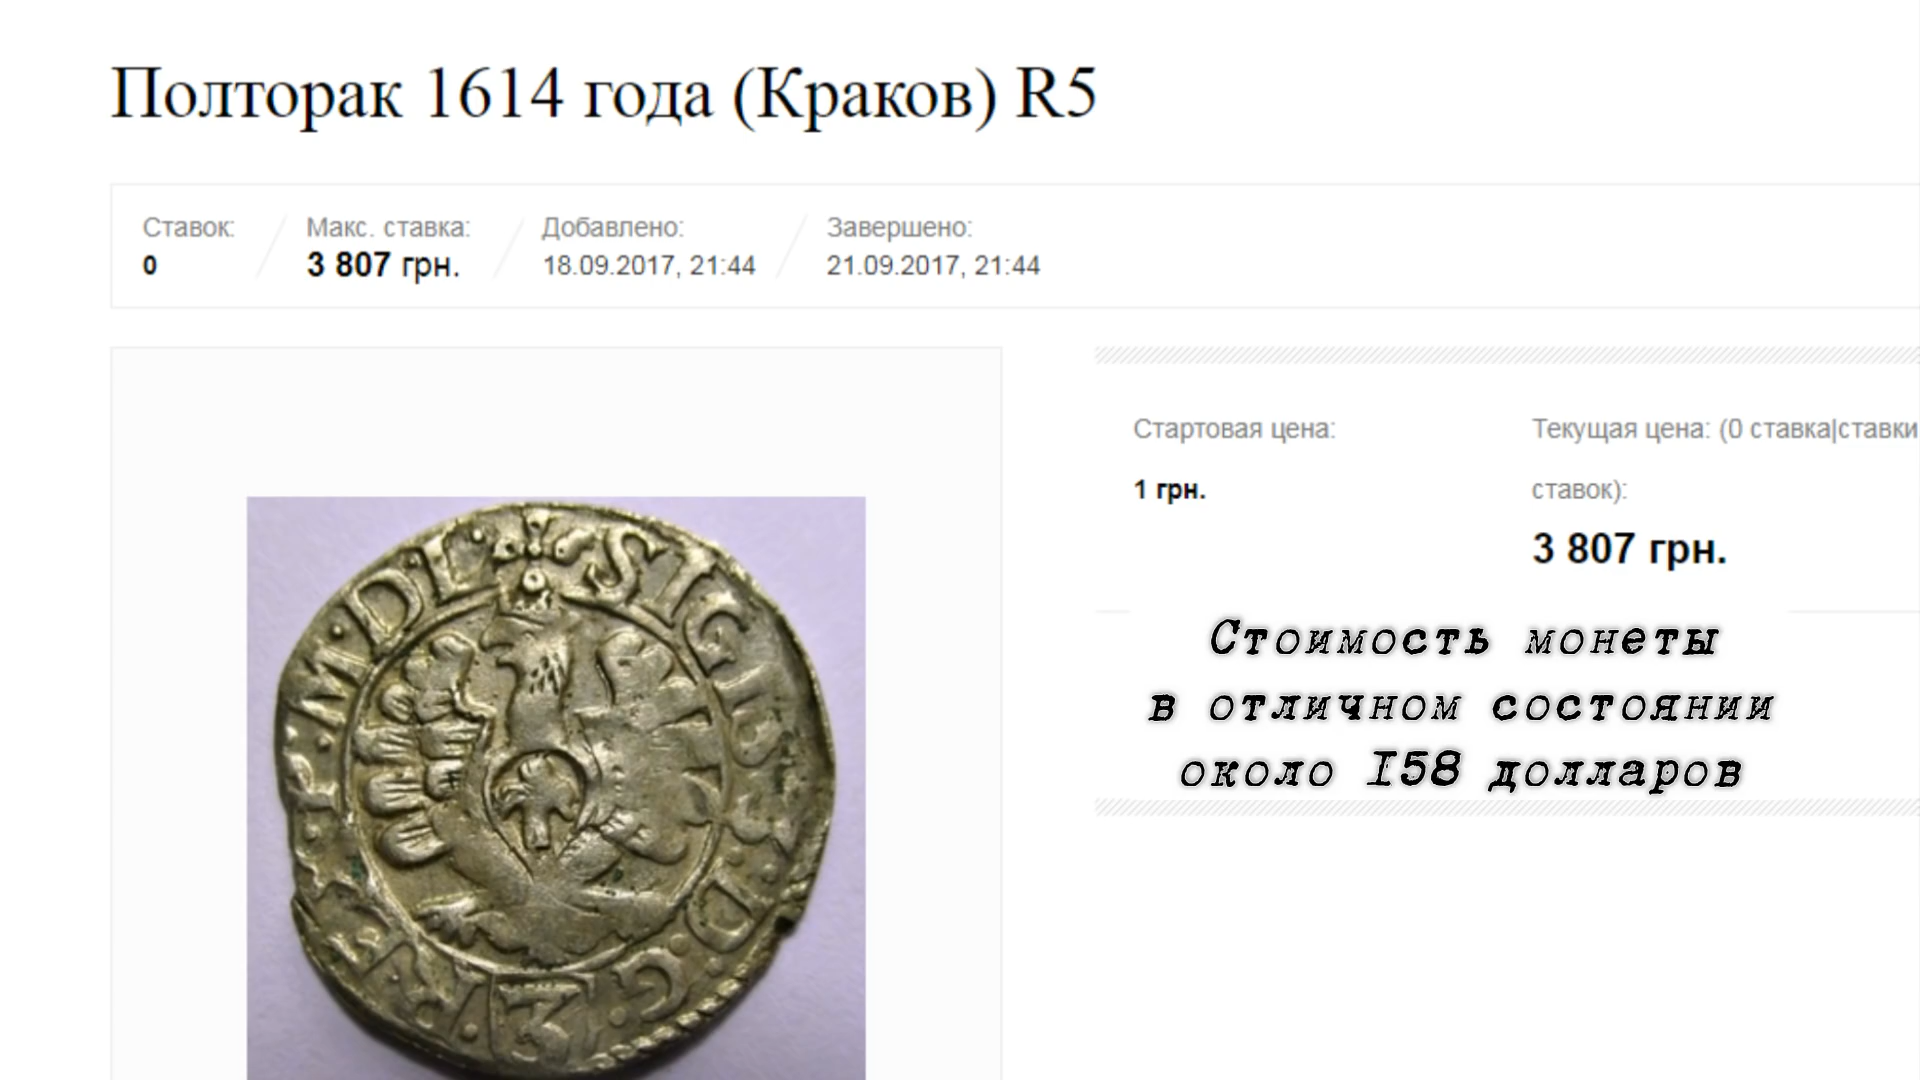 Полторак 1614 года (Краков) R5
Ставок:
0
Макс. ставка:
3 807 грн.
Добавлено:
18.09.2017, 21:44
Завершено:
21.09.2017, 21:44
Стартовая цена:
1 грн.
Текущая цена: (0 ставка|ставки
ставок):
3 807 грн.
Стоимость монеты
в отличном состоянии
около 158 долларов
SIGIS·3·D:G:
3
M·DL·